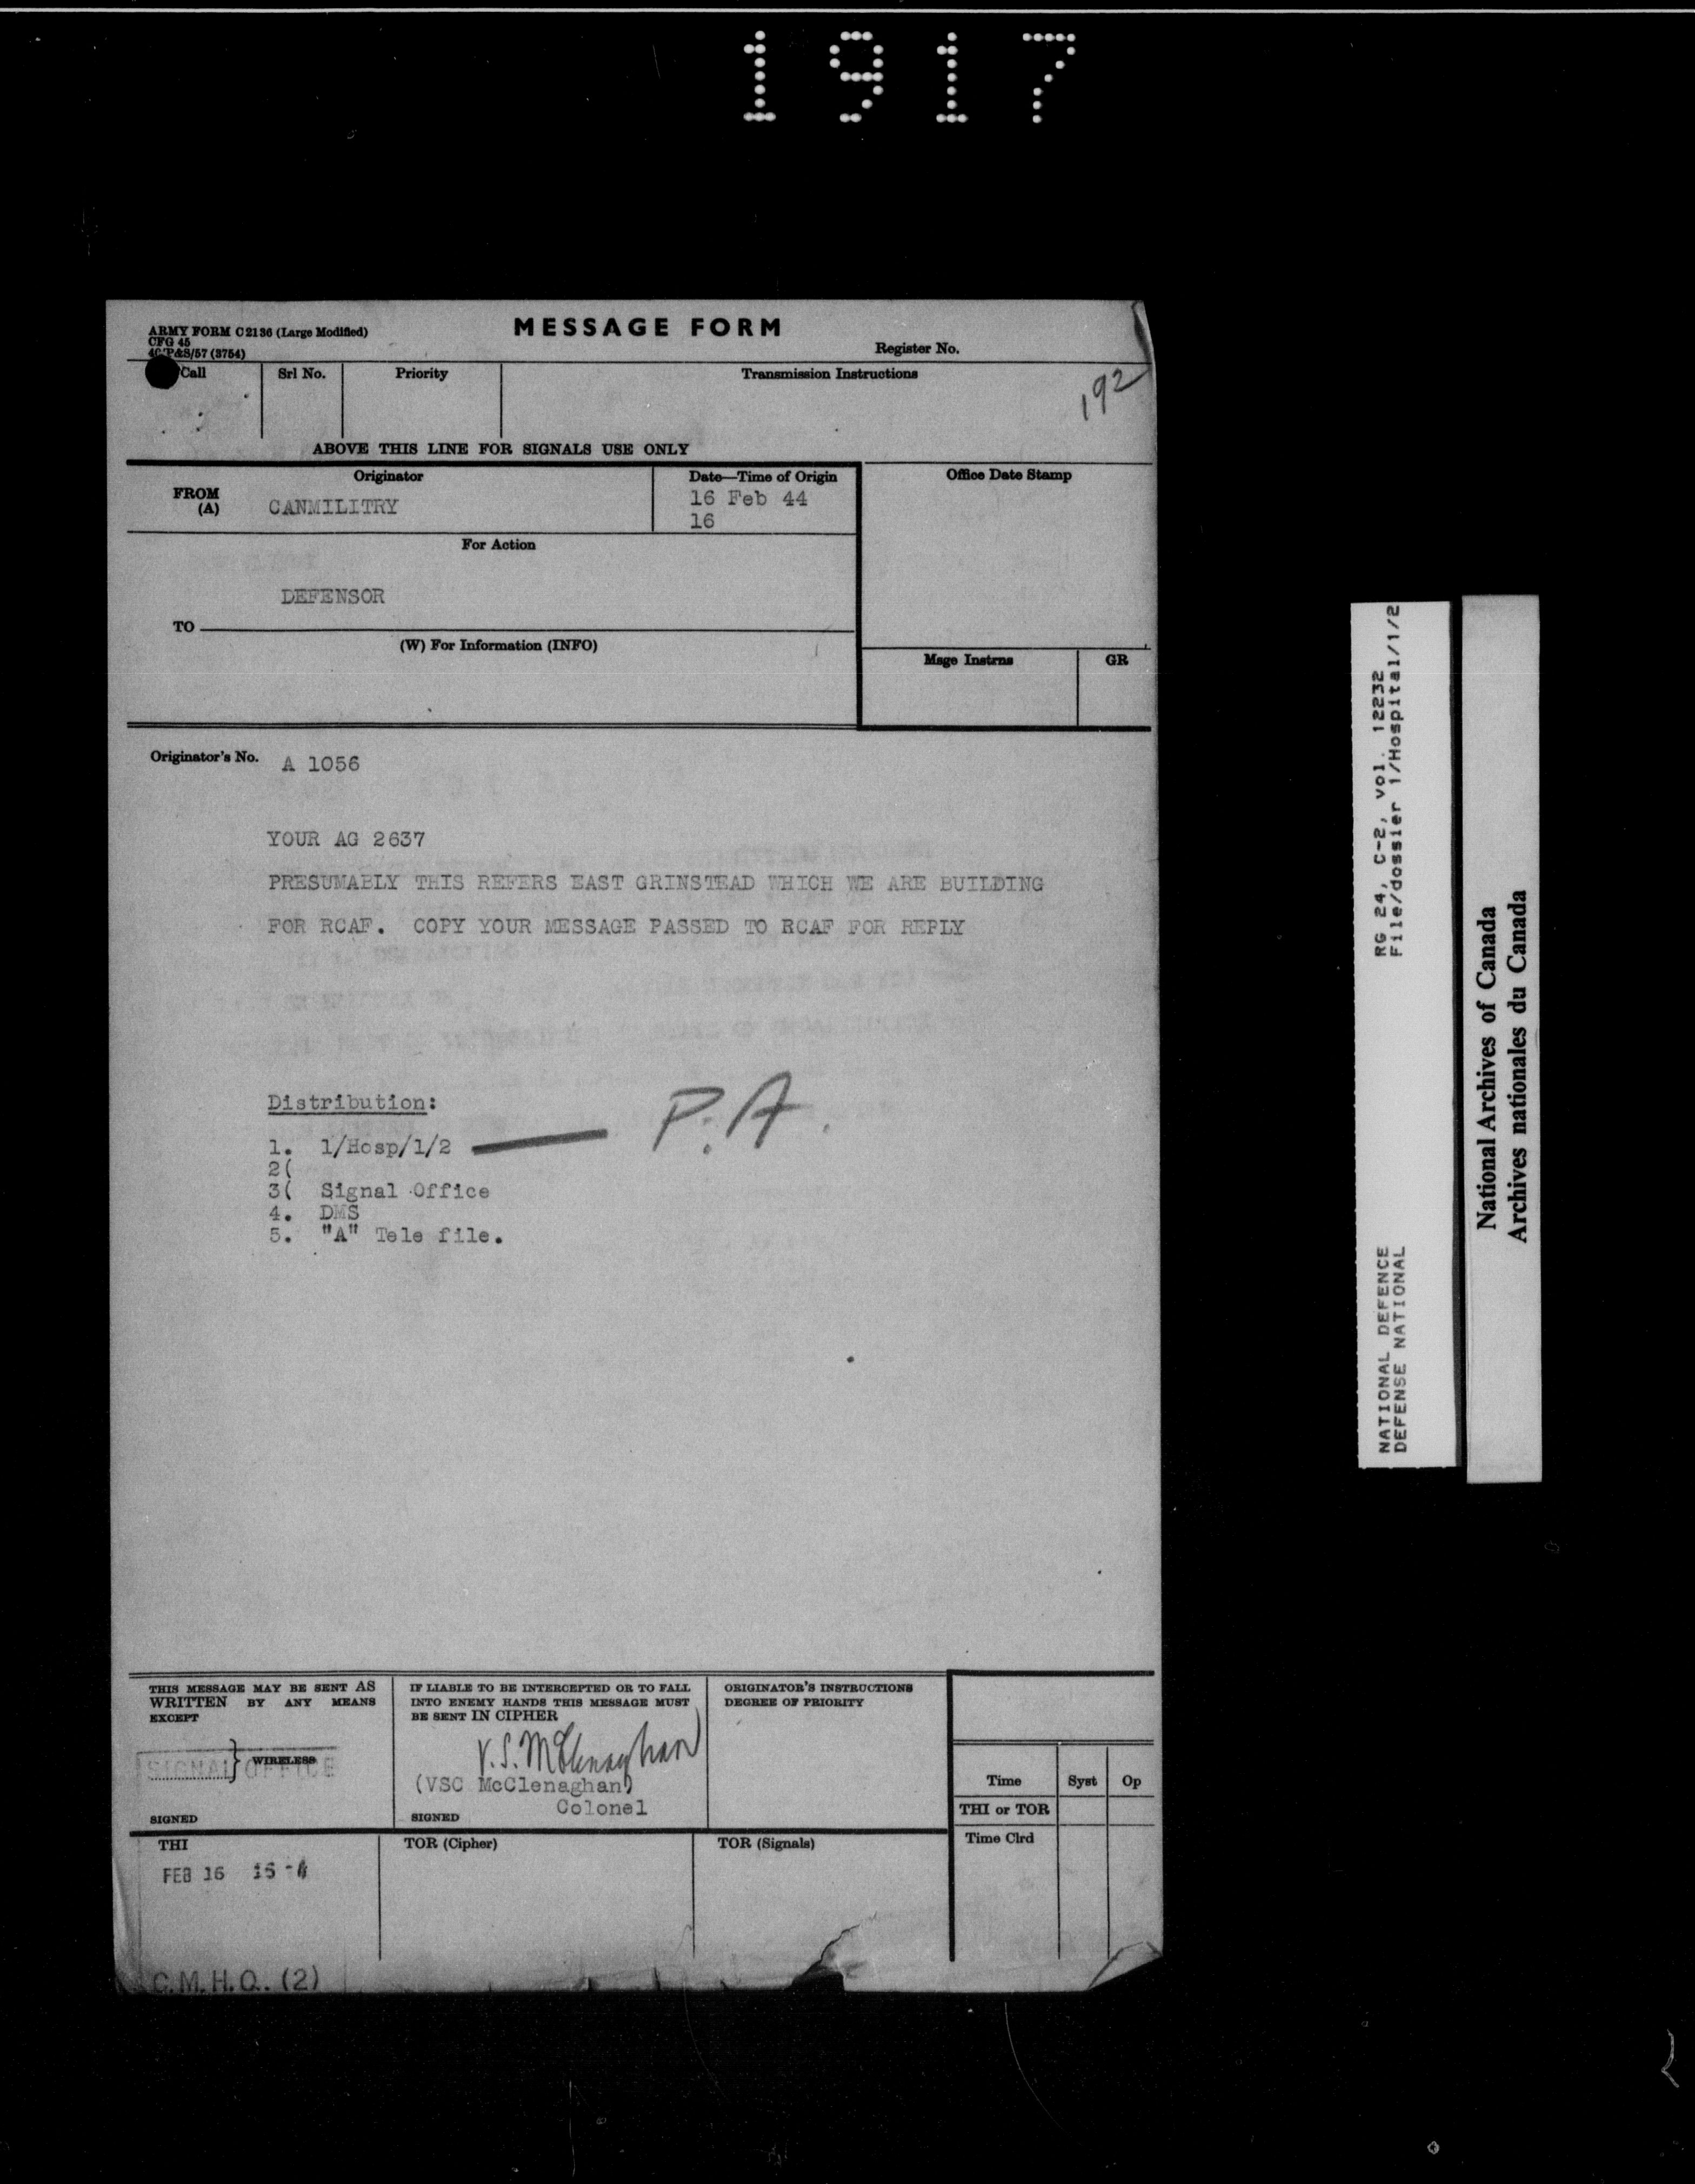 1917
ARMY FORM C2136 (Large Modified)
CFG 45
40/P&S/57 (3754)
MESSAGE FORM
Register No.
192
Call
Srl No.
Priority
Transmission Instructions
ABOVE THIS LINE FOR SIGNALS USE ONLY
Originator
Date—Time of Origin
Office Date Stamp
FROM
(A)
CANMILITRY
16 Feb 44
16
For Action
DEFENSOR
TO
(W) For Information (INFO)
Msge Instrns
GR
Originator's No.
A 1056
YOUR AG 2637
PRESUMABLY THIS REFERS EAST GRINSTEAD WHICH WE ARE BUILDING
FOR RCAF. COPY YOUR MESSAGE PASSED TO RCAF FOR REPLY
Distribution:
P.A.
1. 1/Hosp/1/2
2(
3( Signal Office
4. DMS
5. "A" Tele file.
THIS MESSAGE MAY BE SENT AS
WRITTEN BY ANY MEANS
EXCEPT
WIRELESS
SIGNAL OFFICE
SIGNED
IF LIABLE TO BE INTERCEPTED OR TO FALL
INTO ENEMY HANDS THIS MESSAGE MUST
BE SENT IN CIPHER
V.S. McClenaghan
(VSC McClenaghan)
Colonel
SIGNED
ORIGINATOR'S INSTRUCTIONS
DEGREE OF PRIORITY
Time
Syst
Op
THI or TOR
Time Clrd
THI
FEB 16
TOR (Cipher)
TOR (Signals)
C.M.H.Q. (2)
RG 24, C-2, vol. 12232
File/dossier 1/Hospital/1/2
NATIONAL DEFENCE
DEFENSE NATIONAL
National Archives of Canada
Archives nationales du Canada